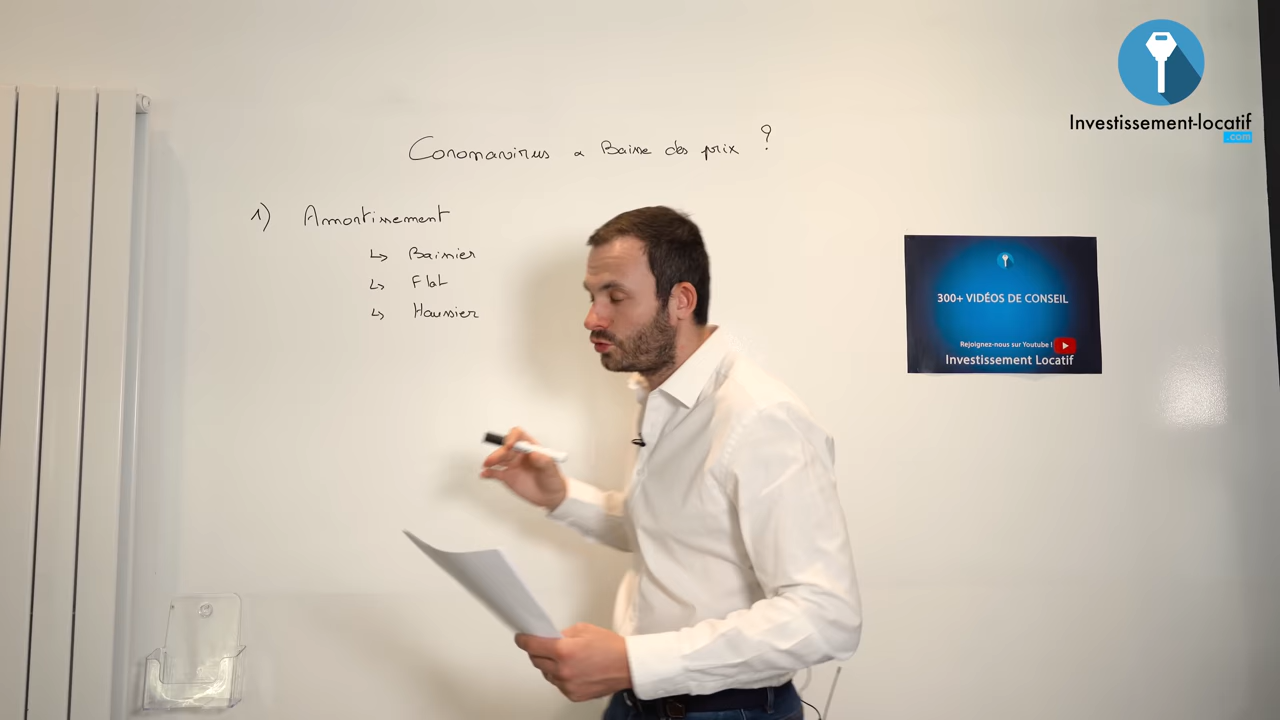 Coronavirus & Baisse des prix ?
1) Amortissement
↳ Baissier
↳ Flat
↳ Haussier
Investissement-locatif
.com
300+ VIDÉOS DE CONSEIL
Rejoignez-nous sur Youtube !
Investissement Locatif